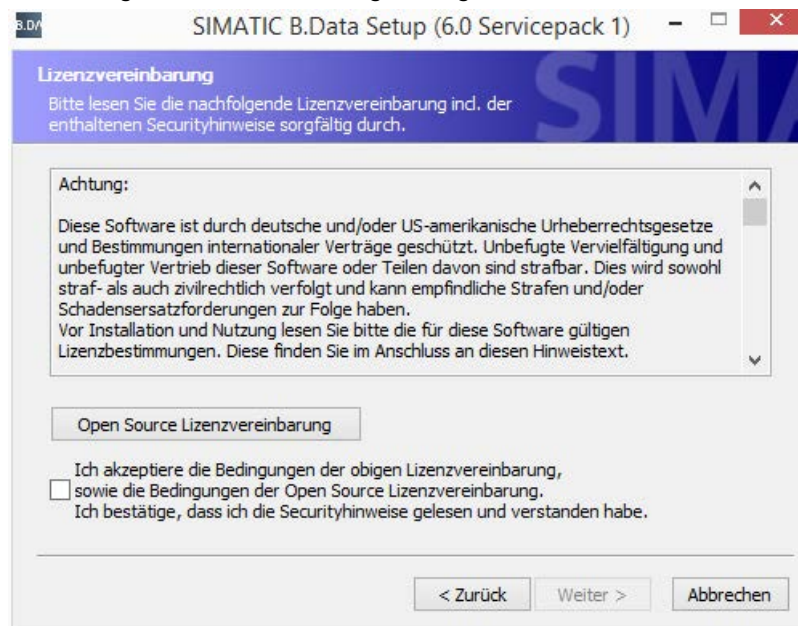 SIMATIC B.Data Setup (6.0 Servicepack 1)
Lizenzvereinbarung
Bitte lesen Sie die nachfolgende Lizenzvereinbarung incl. der
enthaltenen Securityhinweise sorgfältig durch.
Achtung:
Diese Software ist durch deutsche und/oder US-amerikanische Urheberrechtsgesetze
und Bestimmungen internationaler Verträge geschützt. Unbefugte Vervielfältigung und
unbefugter Vertrieb dieser Software oder Teilen davon sind strafbar. Dies wird sowohl
straf- als auch zivilrechtlich verfolgt und kann empfindliche Strafen und/oder
Schadensersatzforderungen zur Folge haben.
Vor Installation und Nutzung lesen Sie bitte die für diese Software gültigen
Lizenzbestimmungen. Diese finden Sie im Anschluss an diesen Hinweistext.
Open Source Lizenzvereinbarung
Ich akzeptiere die Bedingungen der obigen Lizenzvereinbarung,
sowie die Bedingungen der Open Source Lizenzvereinbarung.
Ich bestätige, dass ich die Securityhinweise gelesen und verstanden habe.
< Zurück Weiter > Abbrechen